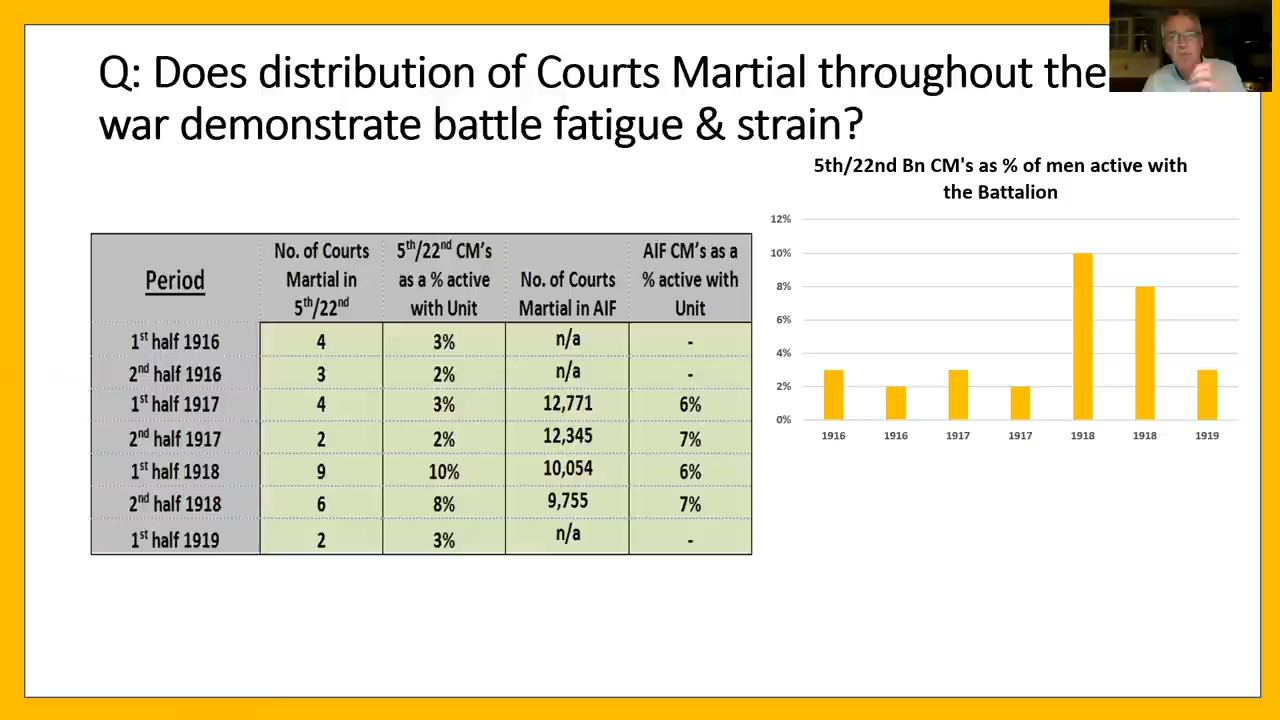 Q: Does distribution of Courts Martial throughout the
war demonstrate battle fatigue & strain?
Period
No. of Courts
Martial in
5th/22nd
5th/22nd CM's
as a % active
with Unit
No. of Courts
Martial in AIF
AIF CM's as a
% active with
Unit
1st half 1916 4 3% n/a -
2nd half 1916 3 2% n/a -
1st half 1917 4 3% 12,771 6%
2nd half 1917 2 2% 12,345 7%
1st half 1918 9 10% 10,054 6%
2nd half 1918 6 8% 9,755 7%
1st half 1919 2 3% n/a -
5th/22nd Bn CM's as % of men active with
the Battalion
12%
10%
8%
6%
4%
2%
0%
1916 1916 1917 1917 1918 1918 1919